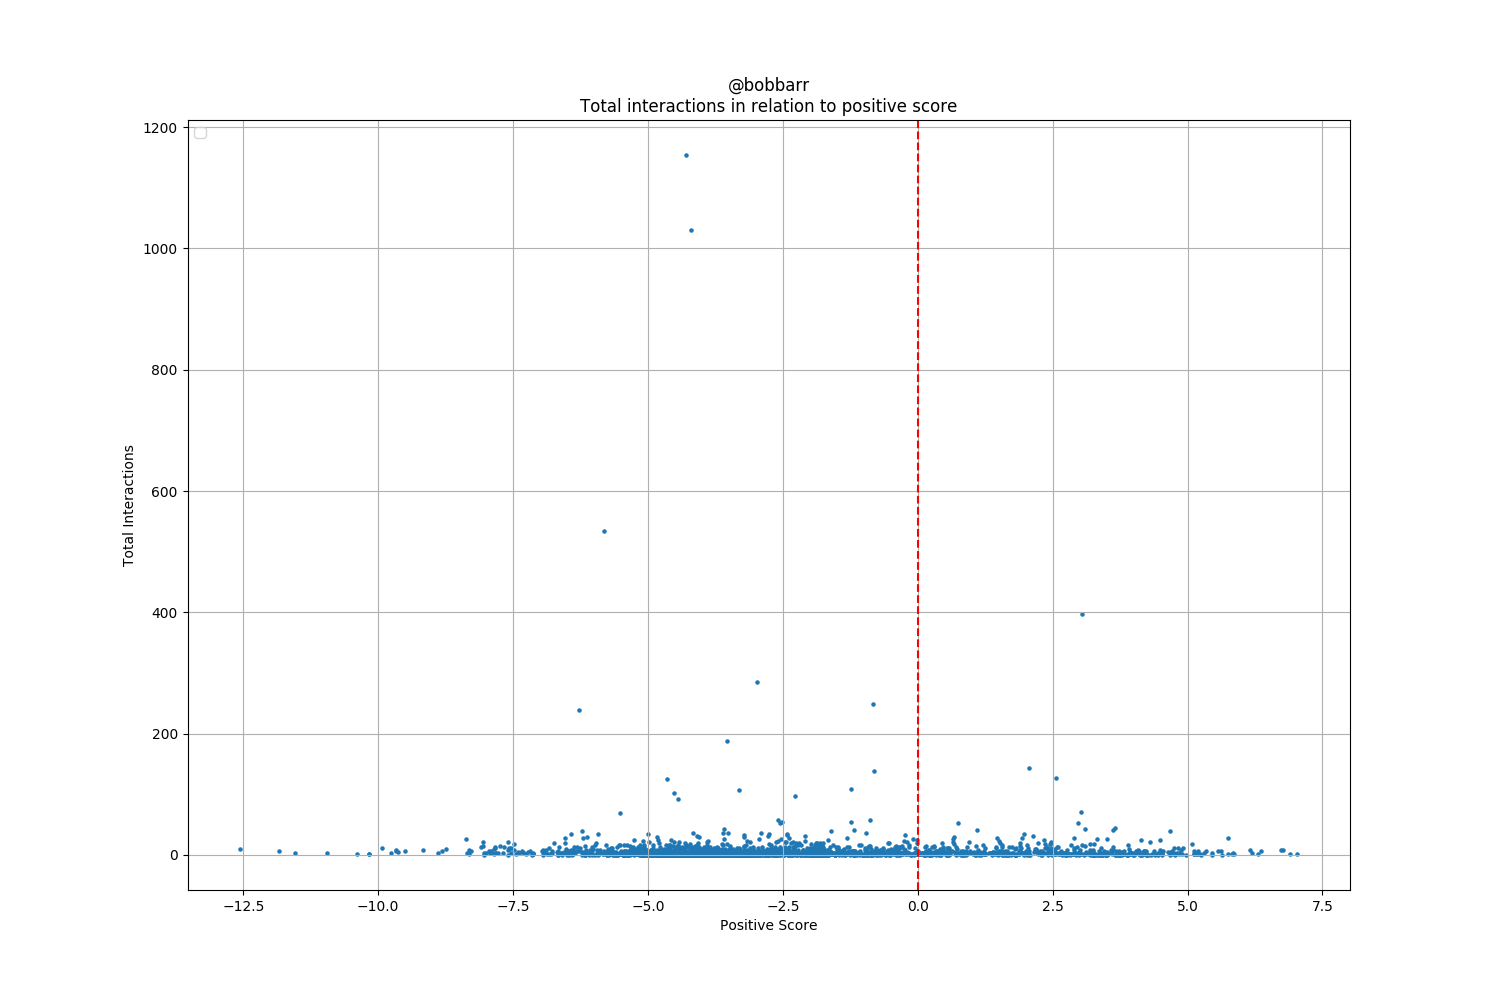 @bobbarr
Total interactions in relation to positive score
1200
1000
800
600
400
200
0
Total Interactions
−12.5 −10.0 −7.5 −5.0 −2.5 0.0 2.5 5.0 7.5
Positive Score